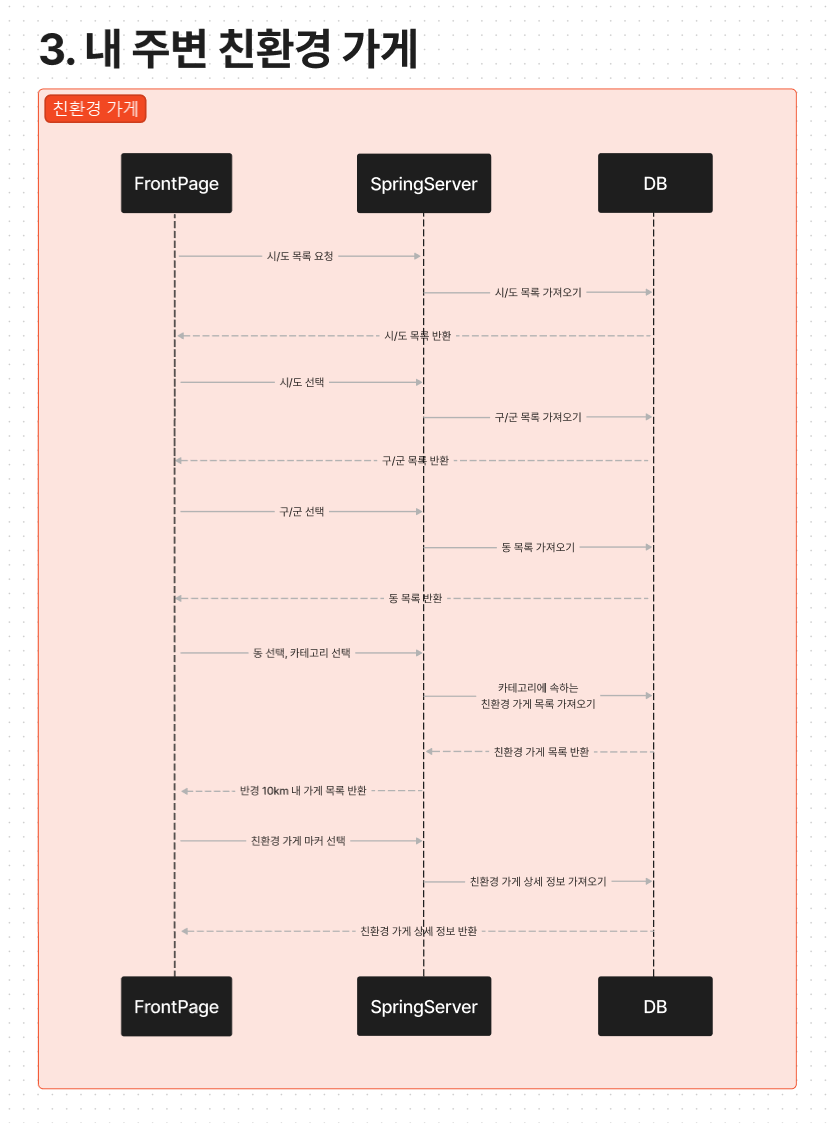 3. 내 주변 친환경 가게
친환경 가게
FrontPage
SpringServer
DB
시/도 목록 요청
시/도 목록 가져오기
시/도 목록 반환
시/도 선택
구/군 목록 가져오기
구/군 목록 반환
구/군 선택
동 목록 가져오기
동 목록 반환
동 선택, 카테고리 선택
카테고리에 속하는
친환경 가게 목록 가져오기
친환경 가게 목록 반환
반경 10km 내 가게 목록 반환
친환경 가게 마커 선택
친환경 가게 상세 정보 가져오기
친환경 가게 상세 정보 반환
FrontPage
SpringServer
DB